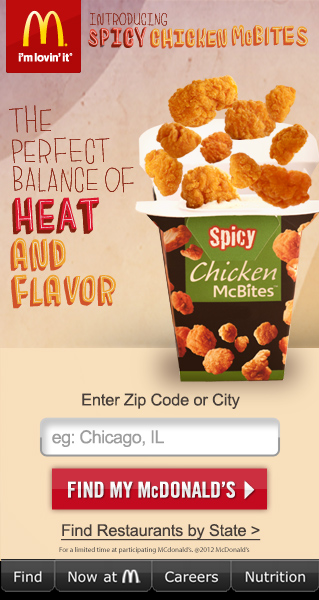 i'm lovin' it®
INTRODUCING
SPICY CHICKEN McBITES
THE
PERFECT
BALANCE OF
HEAT
AND
FLAVOR
Spicy
Chicken
McBites™
Enter Zip Code or City
eg: Chicago, IL
FIND MY McDONALD'S
Find Restaurants by State >
For a limited time at participating MCdonald's. @2012 McDonald's
Find
Now at M
Careers
Nutrition